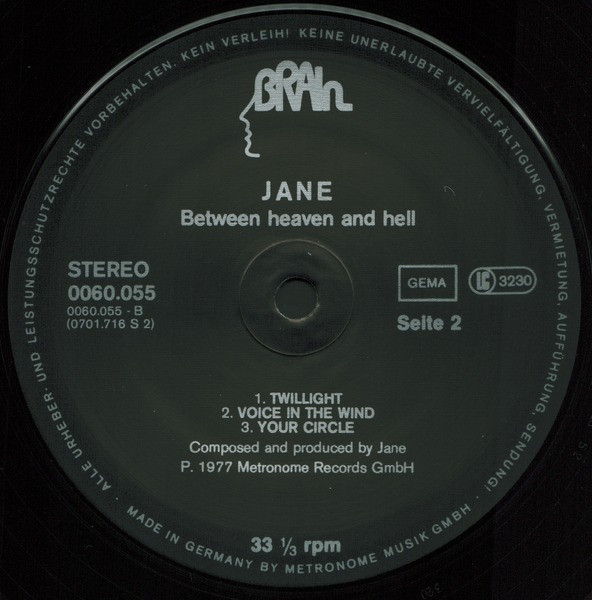 ALLE URHEBER- UND LEISTUNGSSCHUTZRECHTE VORBEHALTEN. KEIN VERLEIH! KEINE UNERLAUBTE VERVIELFÄLTIGUNG, VERMIETUNG, AUFFÜHRUNG, SENDUNG!
BRAIN
JANE
Between heaven and hell
STEREO
0060.055
0060.055 - B
(0701.716 S 2)
GEMA
LC 3230
Seite 2
1. TWILLIGHT
2. VOICE IN THE WIND
3. YOUR CIRCLE
Composed and produced by Jane
P. 1977 Metronome Records GmbH
33 ⅓ rpm
MADE IN GERMANY BY METRONOME MUSIK GMBH